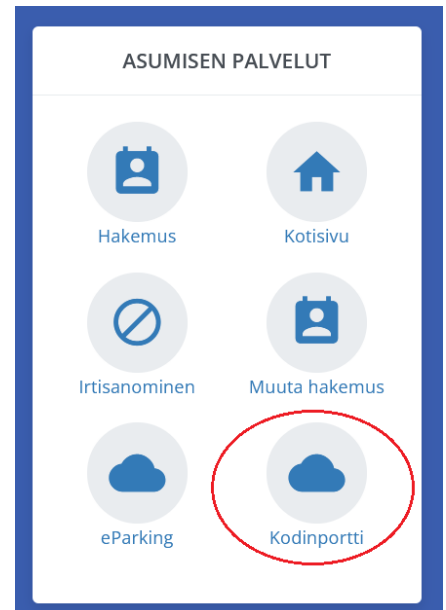 ASUMISEN PALVELUT
Hakemus
Kotisivu
Irtisanominen
Muuta hakemus
eParking
Kodinportti